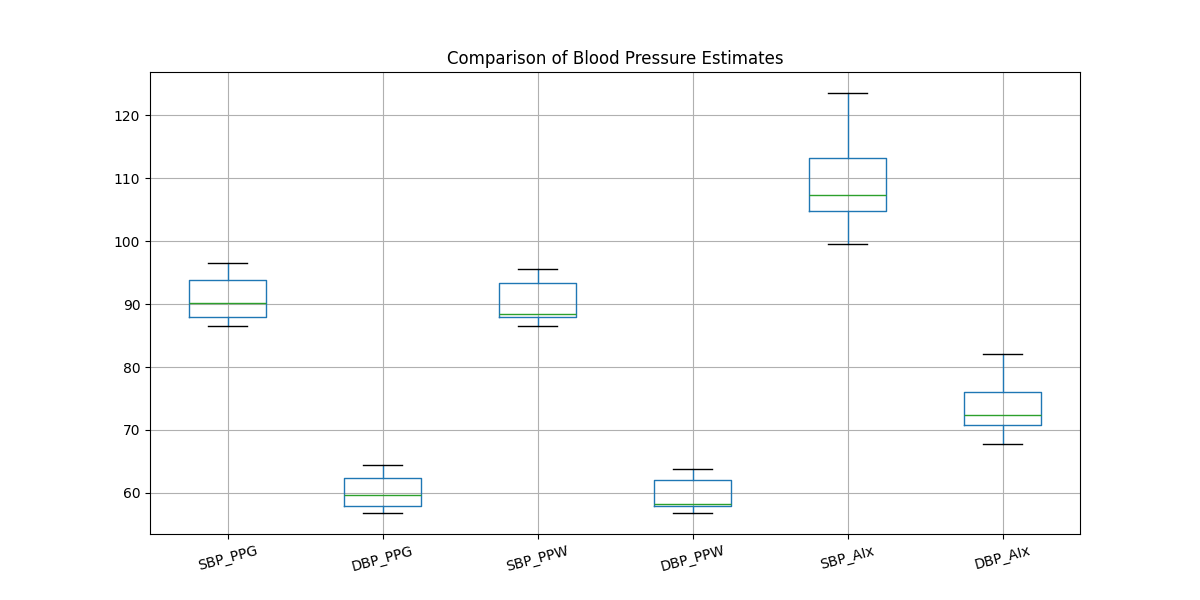 Comparison of Blood Pressure Estimates
120
110
100
90
80
70
60
SBP_PPG
DBP_PPG
SBP_PPW
DBP_PPW
SBP_AIx
DBP_AIx